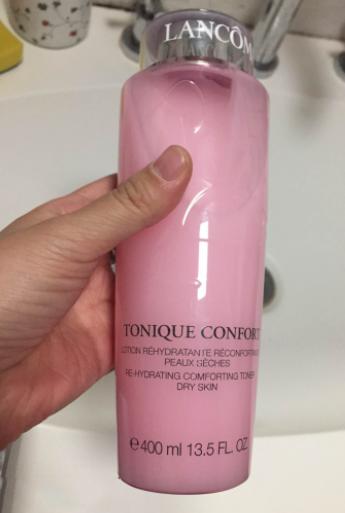 LANCÔM
TONIQUE CONFORT
LOTION RÉHYDRATANTE RÉCONFORTANTE
PEAUX SÈCHES
RE-HYDRATING COMFORTING TONER
DRY SKIN
℮400 ml 13.5 FL. OZ.